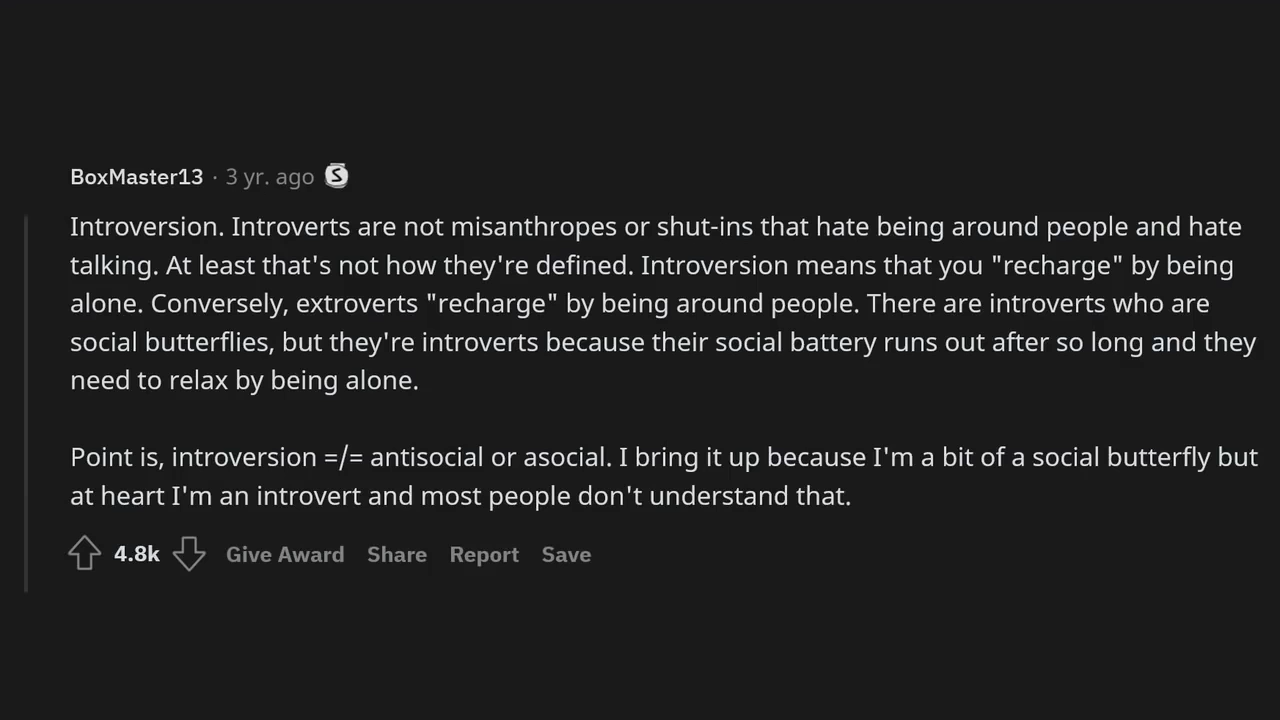 BoxMaster13 · 3 yr. ago S
Introversion. Introverts are not misanthropes or shut-ins that hate being around people and hate
talking. At least that's not how they're defined. Introversion means that you "recharge" by being
alone. Conversely, extroverts "recharge" by being around people. There are introverts who are
social butterflies, but they're introverts because their social battery runs out after so long and they
need to relax by being alone.
Point is, introversion =/= antisocial or asocial. I bring it up because I'm a bit of a social butterfly but
at heart I'm an introvert and most people don't understand that.
4.8k Give Award Share Report Save